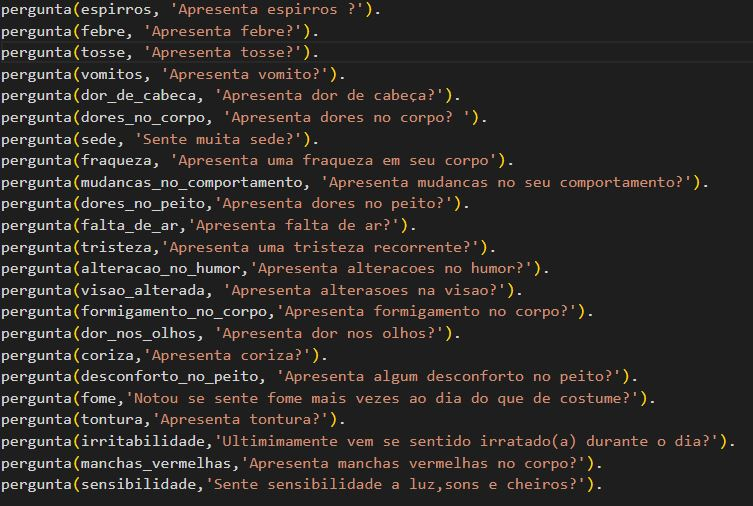 pergunta(espirros, 'Apresenta espirros ?').
pergunta(febre, 'Apresenta febre?').
pergunta(tosse, 'Apresenta tosse?').
pergunta(vomitos, 'Apresenta vomito?').
pergunta(dor_de_cabeca, 'Apresenta dor de cabeça?').
pergunta(dores_no_corpo, 'Apresenta dores no corpo? ').
pergunta(sede, 'Sente muita sede?').
pergunta(fraqueza, 'Apresenta uma fraqueza em seu corpo').
pergunta(mudancas_no_comportamento, 'Apresenta mudancas no seu comportamento?').
pergunta(dores_no_peito,'Apresenta dores no peito?').
pergunta(falta_de_ar,'Apresenta falta de ar?').
pergunta(tristeza,'Apresenta uma tristeza recorrente?').
pergunta(alteracao_no_humor,'Apresenta alteracoes no humor?').
pergunta(visao_alterada, 'Apresenta alterasoes na visao?').
pergunta(formigamento_no_corpo,'Apresenta formigamento no corpo?').
pergunta(dor_nos_olhos, 'Apresenta dor nos olhos?').
pergunta(coriza,'Apresenta coriza?').
pergunta(desconforto_no_peito, 'Apresenta algum desconforto no peito?').
pergunta(fome,'Notou se sente fome mais vezes ao dia do que de costume?').
pergunta(tontura,'Apresenta tontura?').
pergunta(irritabilidade,'Ultimimamente vem se sentido irratado(a) durante o dia?').
pergunta(manchas_vermelhas,'Apresenta manchas vermelhas no corpo?').
pergunta(sensibilidade,'Sente sensibilidade a luz,sons e cheiros?').